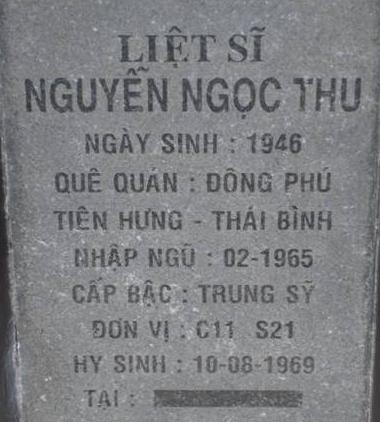 LIỆT SĨ
NGUYỄN NGỌC THU
NGÀY SINH : 1946
QUÊ QUÁN : ĐÔNG PHÚ
TIÊN HƯNG - THÁI BÌNH
NHẬP NGŨ : 02-1965
CẤP BẬC : TRUNG SỸ
ĐƠN VỊ : C11 S21
HY SINH : 10-08-1969
TẠI :